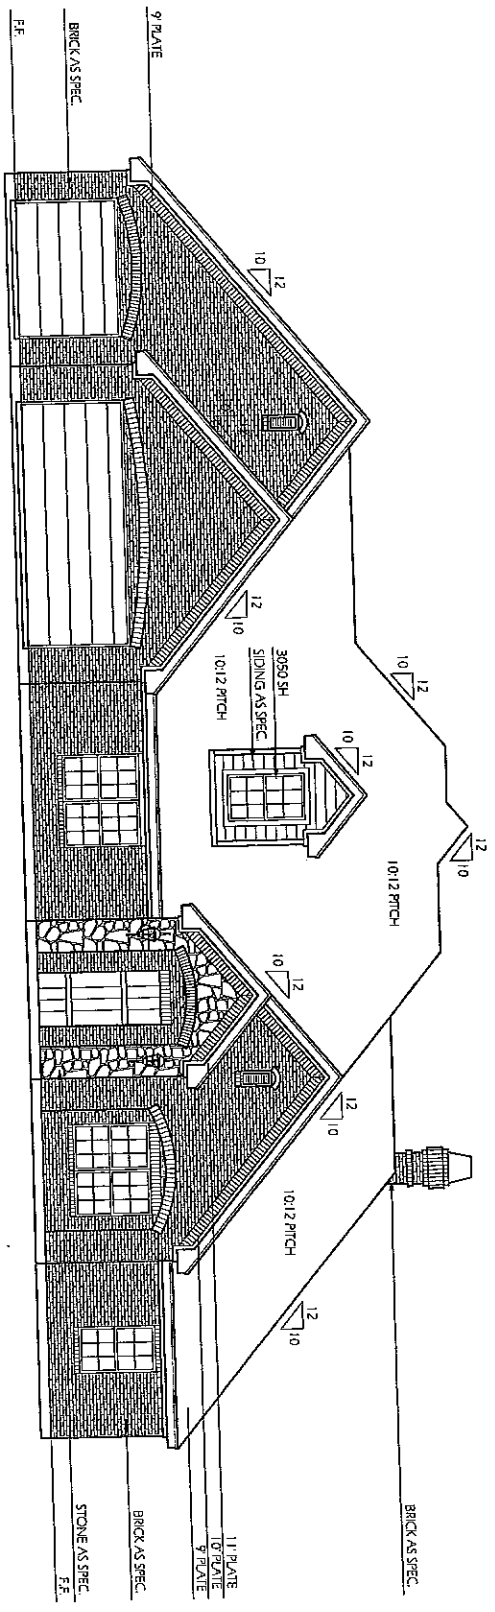 9' PLATE
BRICK AS SPEC.
F.F.
12
10
12
10
10:12 PITCH
3050 SH
SIDING AS SPEC.
12
10
12
10
12
10
10:12 PITCH
12
10
12
10
10:12 PITCH
12
10
BRICK AS SPEC.
11' PLATE
10' PLATE
9' PLATE
BRICK AS SPEC.
STONE AS SPEC.
F.F.